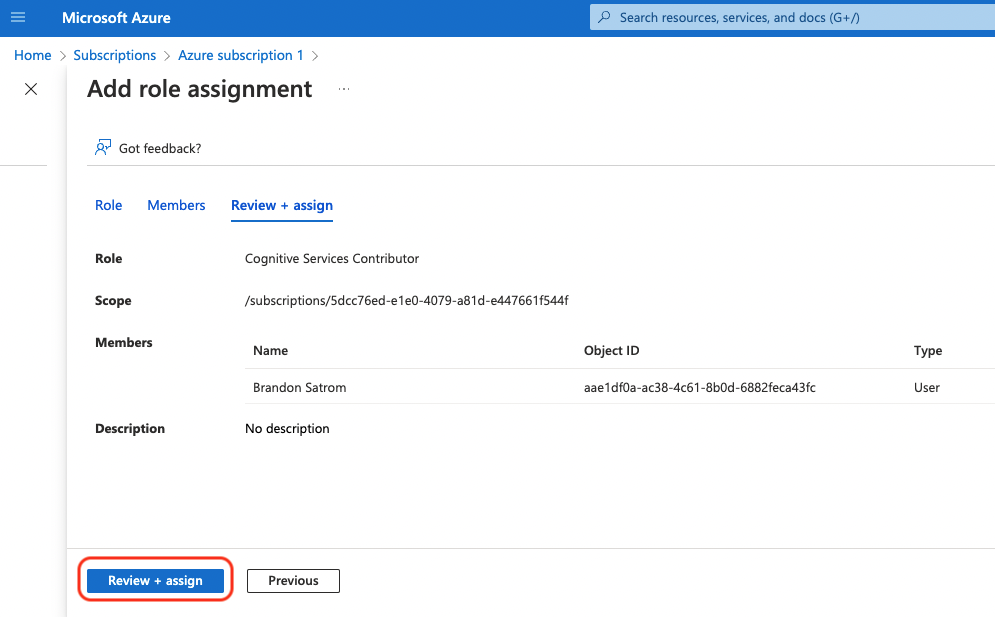 Microsoft Azure
Search resources, services, and docs (G+/)
Home > Subscriptions > Azure subscription 1 >
Add role assignment ...
Got feedback?
Role Members Review + assign
Role Cognitive Services Contributor
Scope /subscriptions/5dcc76ed-e1e0-4079-a81d-e447661f544f
Members
Name Object ID Type
Brandon Satrom aae1df0a-ac38-4c61-8b0d-6882feca43fc User
Description No description
Review + assign Previous